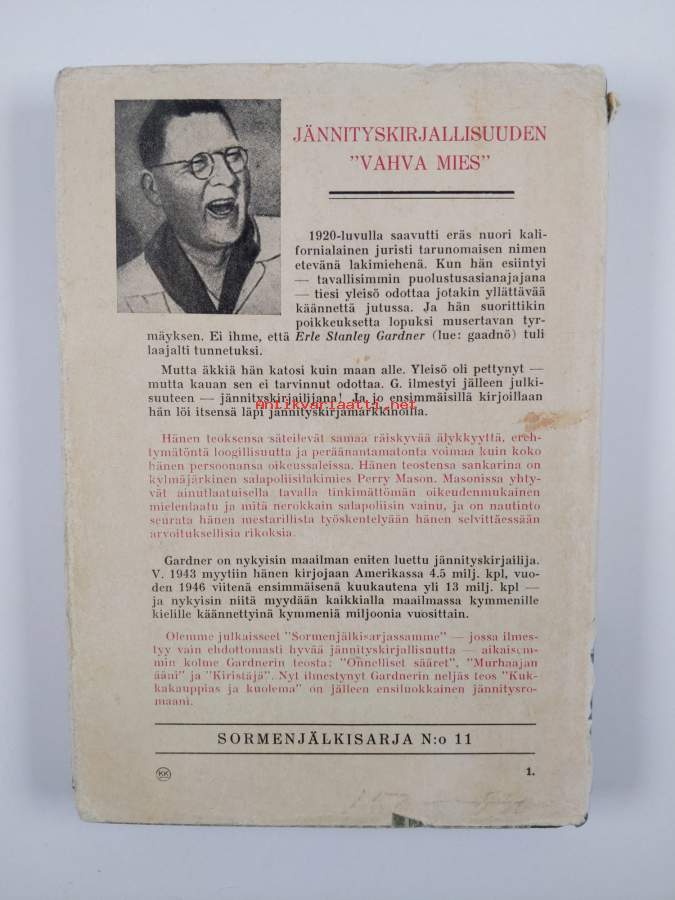 JÄNNITYSKIRJALLISUUDEN
"VAHVA MIES"
1920-luvulla saavutti eräs nuori kali-
fornialainen juristi tarunomaisen nimen
etevänä lakimiehenä. Kun hän esiintyi
— tavallisimmin puolustusasianajajana
— tiesi yleisö odottaa jotakin yllättävää
käännettä jutussa. Ja hän suorittikin
poikkeuksetta lopuksi musertavan tyr-
mäyksen. Ei ihme, että Erle Stanley Gardner (lue: gaadnö) tuli
laajalti tunnetuksi.
Mutta äkkiä hän katosi kuin maan alle. Yleisö oli pettynyt —
mutta kauan sen ei tarvinnut odottaa. G. ilmestyi jälleen julki-
suuteen — jännityskirjailijana! Ja jo ensimmäisillä kirjoillaan
antikvariaatti.net
hän löi itsensä läpi jännityskirjamarkkinoilla.
Hänen teoksensa säteilevät samaa räiskyvää älykkyyttä, ereh-
tymätöntä loogillisuutta ja peräänantamatonta voimaa kuin koko
hänen persoonansa oikeussaleissa. Hänen teostensa sankarina on
kylmäjärkinen salapoliisilakimies Perry Mason. Masonissa yhty-
vät ainutlaatuisella tavalla tinkimättömän oikeudenmukainen
mielenlaatu ja mitä nerokkain salapoliisin vainu, ja on nautinto
seurata hänen mestarillista työskentelyään hänen selvittäessään
arvoituksellisia rikoksia.
Gardner on nykyisin maailman eniten luettu jännityskirjailija.
V. 1943 myytiin hänen kirjojaan Amerikassa 4.5 milj. kpl, vuo-
den 1946 viitenä ensimmäisenä kuukautena yli 13 milj. kpl —
ja nykyisin niitä myydään kaikkialla maailmassa kymmenille
kielille käännettyinä kymmeniä miljoonia vuosittain.
Olemme julkaisseet "Sormenjälkisarjassamme" — jossa ilmes-
tyy vain ehdottomasti hyvää jännityskirjallisuutta — aikaisem-
min kolme Gardnerin teosta: "Onnelliset sääret", "Murhaajan
ääni" ja "Kiristäjä". Nyt ilmestynyt Gardnerin neljäs teos "Kuk-
kakauppias ja kuolema" on jälleen ensiluokkainen jännitysro-
maani.
SORMENJÄLKISARJA N:o 11
KK
1.